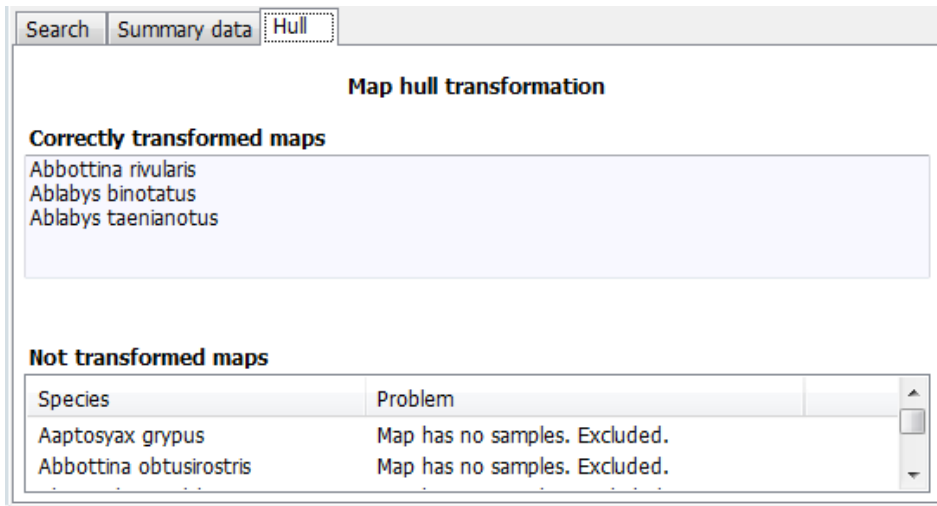 Search Summary data Hull
Map hull transformation
Correctly transformed maps
Abbottina rivularis
Ablabys binotatus
Ablabys taenianotus
Not transformed maps
Species Problem
Aaptosyax grypus Map has no samples. Excluded.
Abbottina obtusirostris Map has no samples. Excluded.